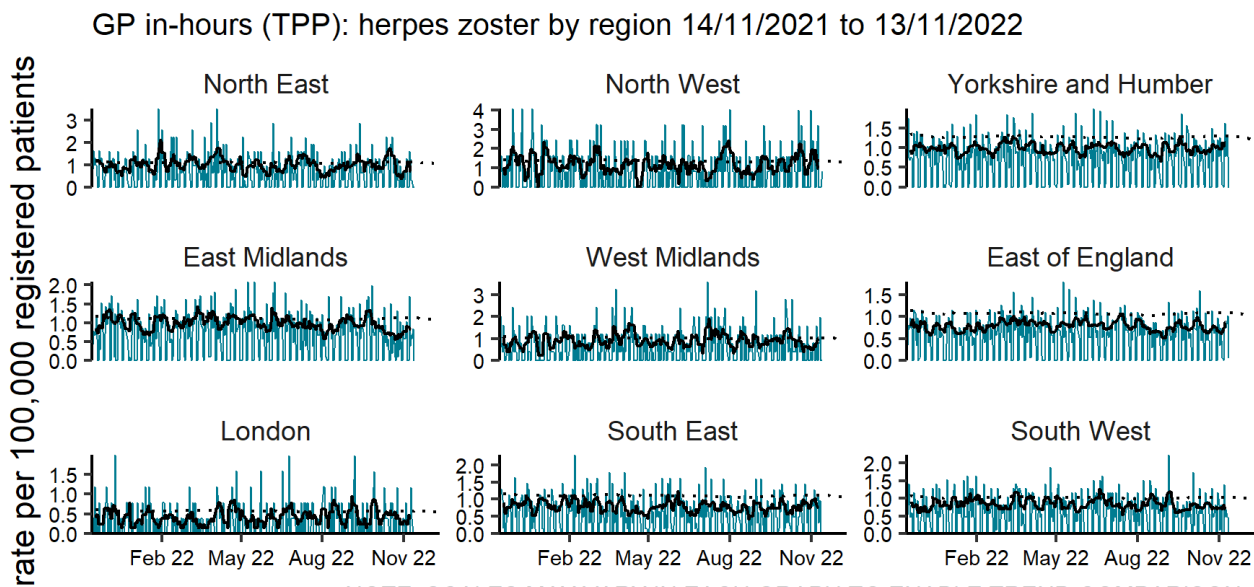 GP in-hours (TPP): herpes zoster by region 14/11/2021 to 13/11/2022
rate per 100,000 registered patients
North East
3
2
1
0
North West
4
3
2
1
0
Yorkshire and Humber
1.5
1.0
0.5
0.0
East Midlands
2.0
1.5
1.0
0.5
0.0
West Midlands
3
2
1
0
East of England
1.5
1.0
0.5
0.0
London
1.5
1.0
0.5
0.0
South East
2.0
1.5
1.0
0.5
0.0
South West
2.0
1.5
1.0
0.5
0.0
Feb 22 May 22 Aug 22 Nov 22
Feb 22 May 22 Aug 22 Nov 22
Feb 22 May 22 Aug 22 Nov 22